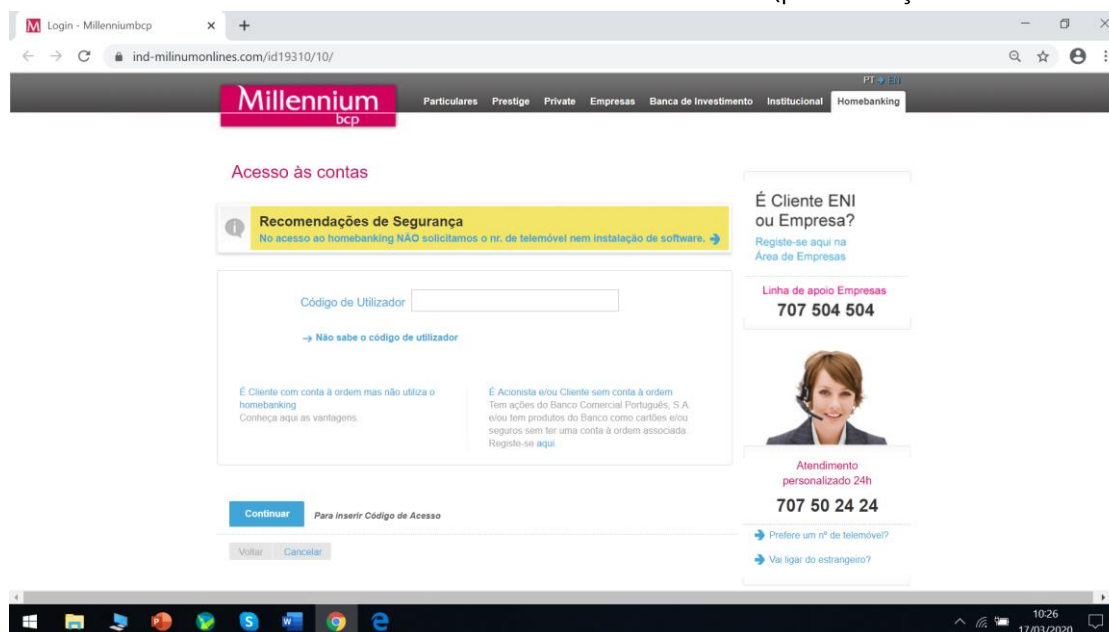 Login - Millenniumbcp
ind-milinumonlines.com/id19310/10/
PT EN
Millennium
bcp
Particulares Prestige Private Empresas Banca de Investimento Institucional Homebanking
Acesso às contas
Recomendações de Segurança
No acesso ao homebanking NÃO solicitamos o nr. de telemóvel nem instalação de software.
Código de Utilizador
Não sabe o código de utilizador
É Cliente com conta à ordem mas não utiliza o
homebanking
Conheça aqui as vantagens.
É Acionista e/ou Cliente sem conta à ordem
Tem ações do Banco Comercial Português, S.A.
e/ou tem produtos do Banco como cartões e/ou
seguros sem ter uma conta à ordem associada.
Registe-se aqui.
Continuar Para inserir Código de Acesso
Voltar Cancelar
É Cliente ENI
ou Empresa?
Registe-se aqui na
Área de Empresas
Linha de apoio Empresas
707 504 504
Atendimento
personalizado 24h
707 50 24 24
Prefere um nº de telemóvel?
Vai ligar do estrangeiro?
10:26
17/03/2020